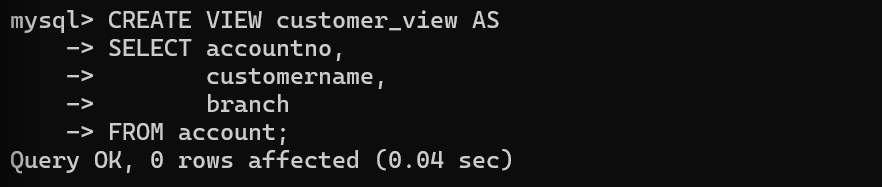 mysql> CREATE VIEW customer_view AS
    -> SELECT accountno,
    ->        customername,
    ->        branch
    -> FROM account;
Query OK, 0 rows affected (0.04 sec)